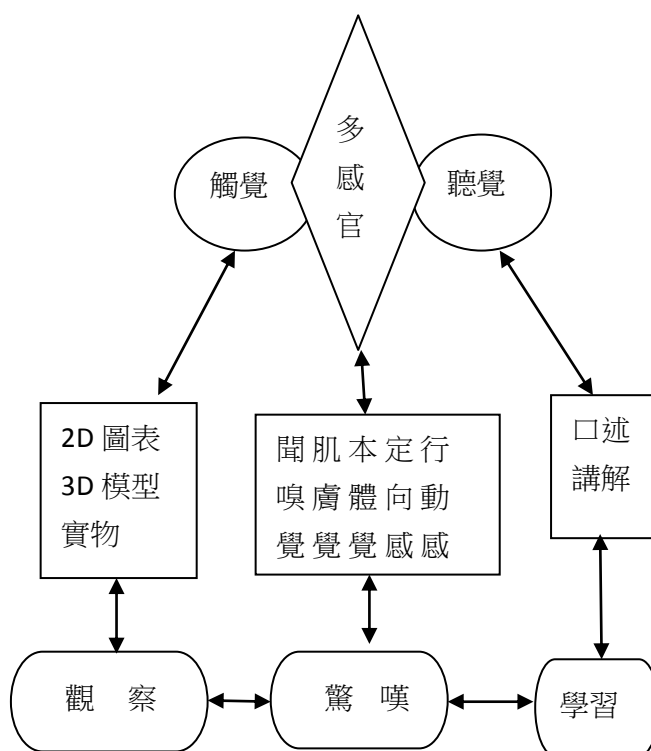 多
感
官
觸覺
聽覺
2D 圖表
3D 模型
實物
聞肌本定行
嗅膚體向動
覺覺覺感感
口述
講解
觀 察
驚 嘆
學習